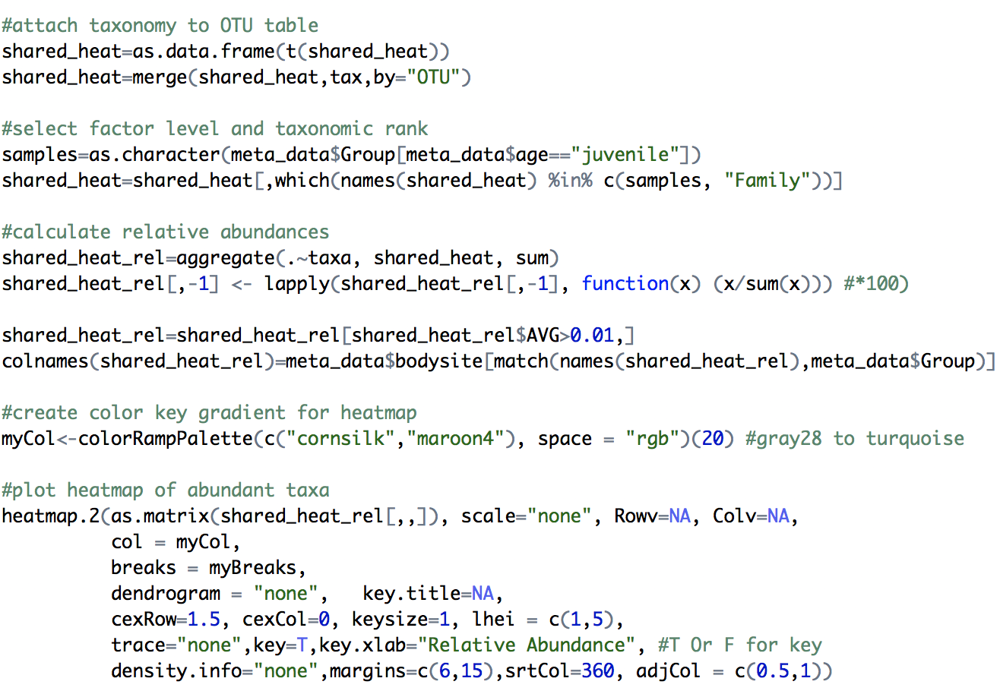 #attach taxonomy to OTU table
shared_heat=as.data.frame(t(shared_heat))
shared_heat=merge(shared_heat,tax,by="OTU")
#select factor level and taxonomic rank
samples=as.character(meta_data$Group[meta_data$age=="juvenile"])
shared_heat=shared_heat[,which(names(shared_heat) %in% c(samples, "Family"))]
#calculate relative abundances
shared_heat_rel=aggregate(.~taxa, shared_heat, sum)
shared_heat_rel[,-1] <- lapply(shared_heat_rel[,-1], function(x) (x/sum(x))) #*100)
shared_heat_rel=shared_heat_rel[shared_heat_rel$AVG>0.01,]
colnames(shared_heat_rel)=meta_data$bodysite[match(names(shared_heat_rel),meta_data$Group)]
#create color key gradient for heatmap
myCol<-colorRampPalette(c("cornsilk","maroon4"), space = "rgb")(20) #gray28 to turquoise
#plot heatmap of abundant taxa
heatmap.2(as.matrix(shared_heat_rel[,,]), scale="none", Rowv=NA, Colv=NA,
col = myCol,
breaks = myBreaks,
dendrogram = "none",   key.title=NA,
cexRow=1.5, cexCol=0, keysize=1, lhei = c(1,5),
trace="none",key=T,key.xlab="Relative Abundance", #T Or F for key
density.info="none",margins=c(6,15),srtCol=360, adjCol = c(0.5,1))